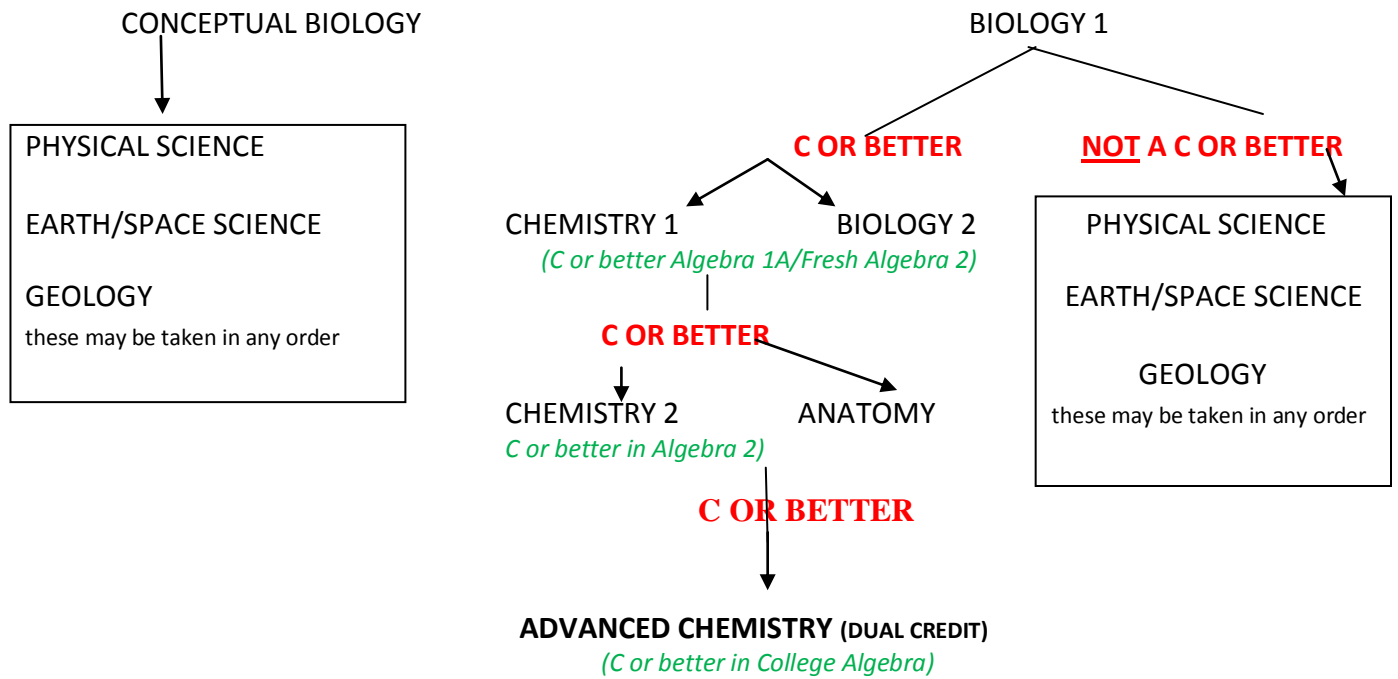 CONCEPTUAL BIOLOGY
PHYSICAL SCIENCE
EARTH/SPACE SCIENCE
GEOLOGY
these may be taken in any order
BIOLOGY 1
C OR BETTER
NOT A C OR BETTER
CHEMISTRY 1 BIOLOGY 2
(C or better Algebra 1A/Fresh Algebra 2)
C OR BETTER
CHEMISTRY 2 ANATOMY
C or better in Algebra 2)
C OR BETTER
ADVANCED CHEMISTRY (DUAL CREDIT)
(C or better in College Algebra)
PHYSICAL SCIENCE
EARTH/SPACE SCIENCE
GEOLOGY
these may be taken in any order